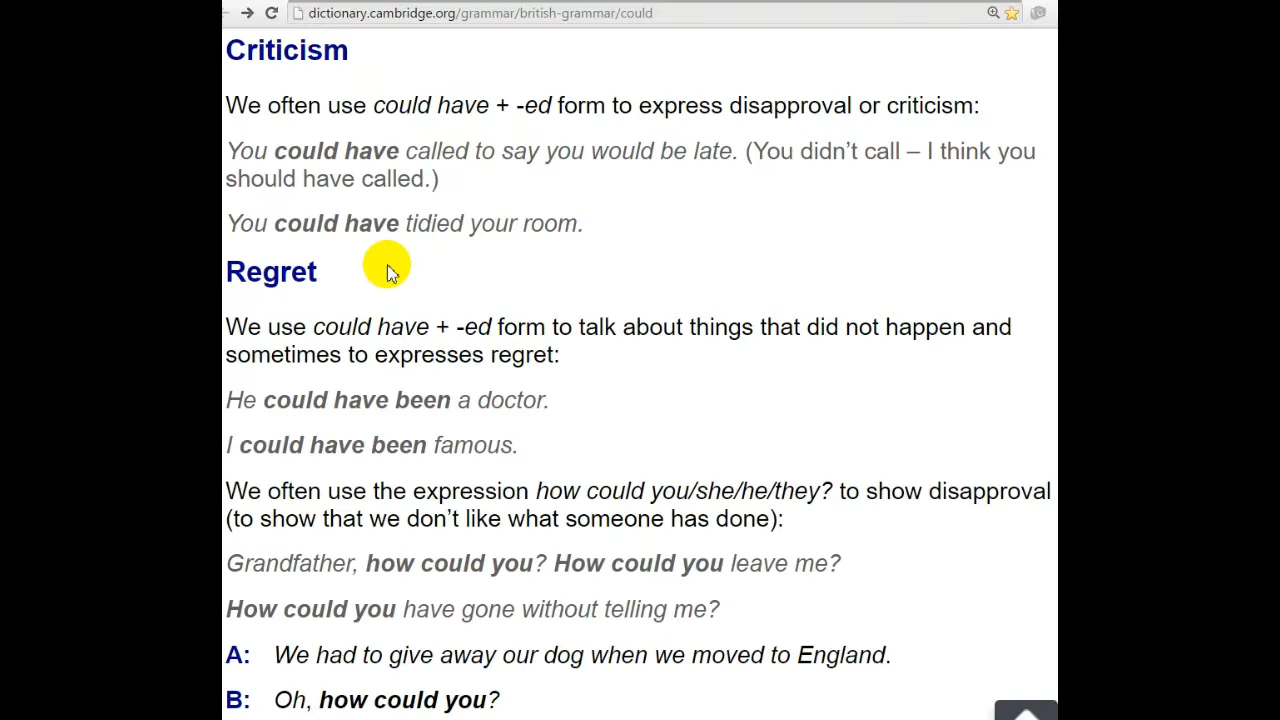 dictionary.cambridge.org/grammar/british-grammar/could
Criticism
We often use could have + -ed form to express disapproval or criticism:
You could have called to say you would be late. (You didn't call – I think you
should have called.)
You could have tidied your room.
Regret
We use could have + -ed form to talk about things that did not happen and
sometimes to expresses regret:
He could have been a doctor.
I could have been famous.
We often use the expression how could you/she/he/they? to show disapproval
(to show that we don't like what someone has done):
Grandfather, how could you? How could you leave me?
How could you have gone without telling me?
A: We had to give away our dog when we moved to England.
B: Oh, how could you?